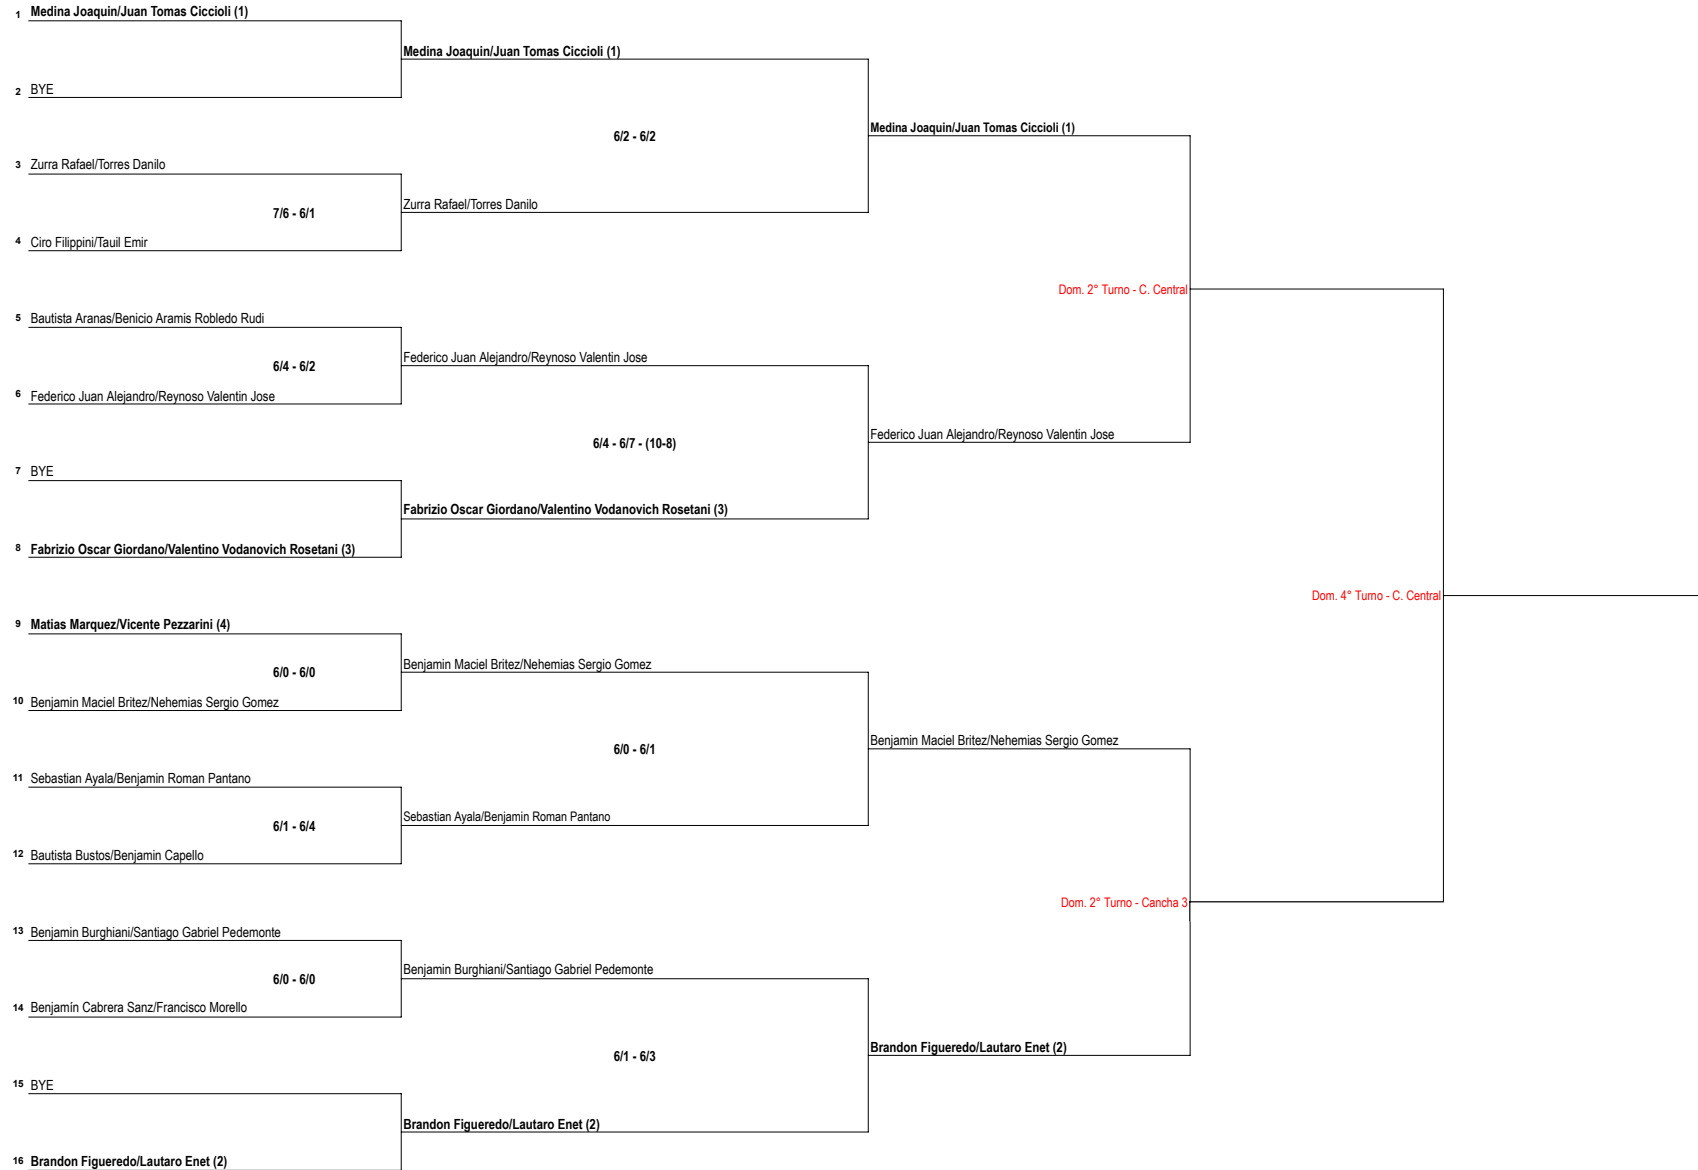 1 Medina Joaquin/Juan Tomas Ciccioli (1)
Medina Joaquin/Juan Tomas Ciccioli (1)
2 BYE
6/2 - 6/2
Medina Joaquin/Juan Tomas Ciccioli (1)
3 Zurra Rafael/Torres Danilo
7/6 - 6/1
Zurra Rafael/Torres Danilo
4 Ciro Filippini/Tauil Emir
Dom. 2° Turno - C. Central
5 Bautista Aranas/Benicio Aramis Robledo Rudi
6/4 - 6/2
Federico Juan Alejandro/Reynoso Valentin Jose
6 Federico Juan Alejandro/Reynoso Valentin Jose
6/4 - 6/7 - (10-8)
Federico Juan Alejandro/Reynoso Valentin Jose
7 BYE
Fabrizio Oscar Giordano/Valentino Vodanovich Rosetani (3)
8 Fabrizio Oscar Giordano/Valentino Vodanovich Rosetani (3)
Dom. 4° Turno - C. Central
9 Matias Marquez/Vicente Pezzarini (4)
6/0 - 6/0
Benjamin Maciel Britez/Nehemias Sergio Gomez
10 Benjamin Maciel Britez/Nehemias Sergio Gomez
6/0 - 6/1
Benjamin Maciel Britez/Nehemias Sergio Gomez
11 Sebastian Ayala/Benjamin Roman Pantano
6/1 - 6/4
Sebastian Ayala/Benjamin Roman Pantano
12 Bautista Bustos/Benjamin Capello
Dom. 2° Turno - Cancha 3
13 Benjamin Burghiani/Santiago Gabriel Pedemonte
6/0 - 6/0
Benjamin Burghiani/Santiago Gabriel Pedemonte
14 Benjamín Cabrera Sanz/Francisco Morello
6/1 - 6/3
Brandon Figueredo/Lautaro Enet (2)
15 BYE
Brandon Figueredo/Lautaro Enet (2)
16 Brandon Figueredo/Lautaro Enet (2)